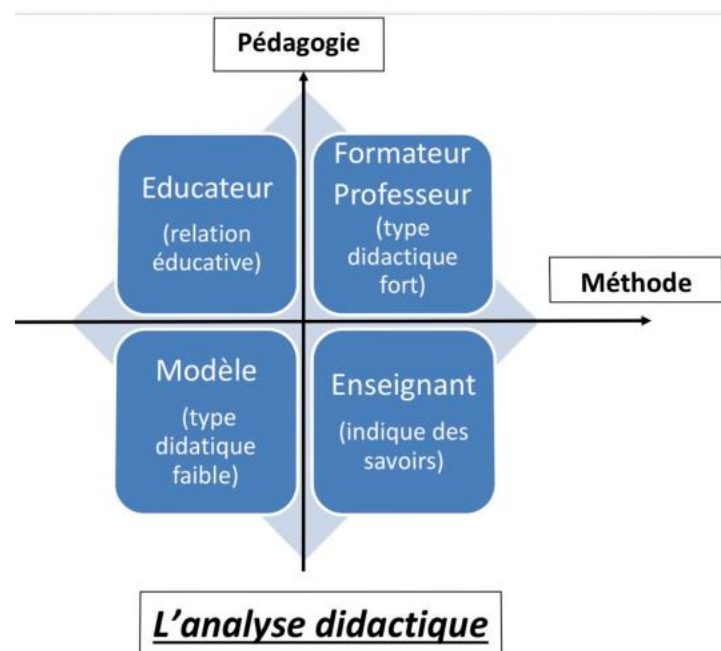 Pédagogie
Educateur
(relation
éducative)
Formateur
Professeur
(type
didactique
fort)
Méthode
Modèle
(type
didatique
faible)
Enseignant
(indique des
savoirs)
L'analyse didactique